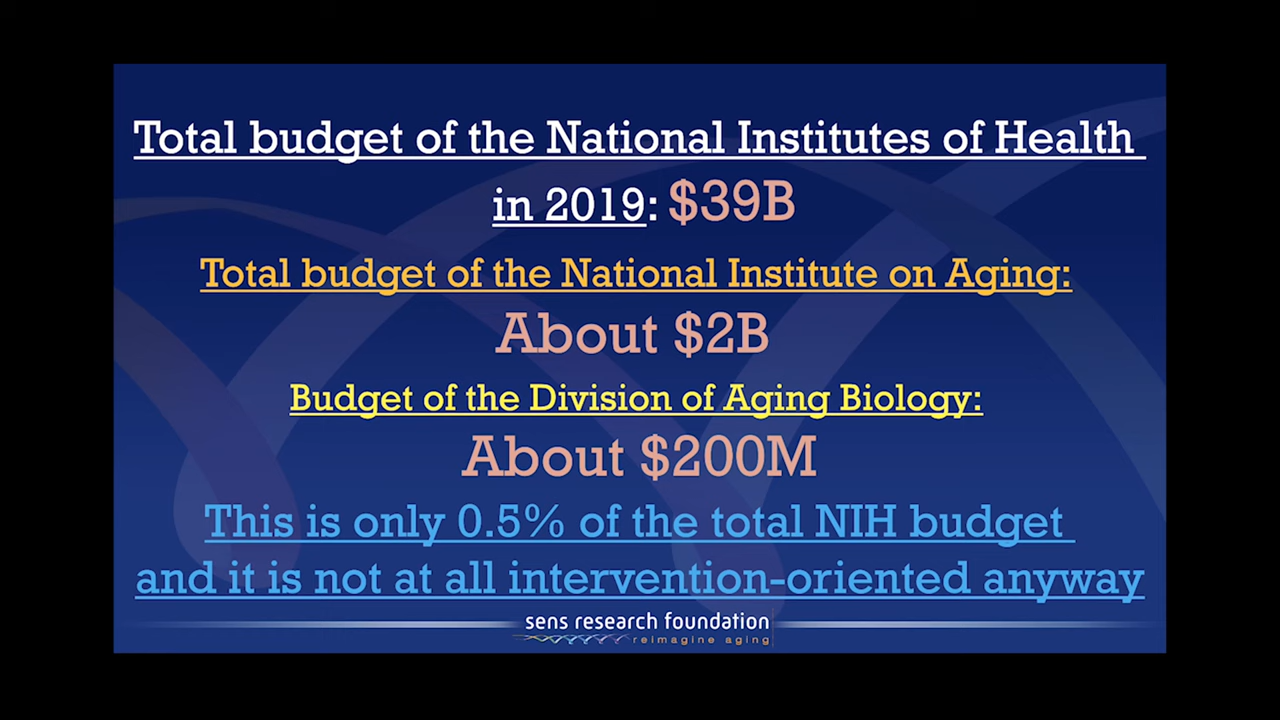 Total budget of the National Institutes of Health
in 2019: $39B
Total budget of the National Institute on Aging:
About $2B
Budget of the Division of Aging Biology:
About $200M
This is only 0.5% of the total NIH budget
and it is not at all intervention-oriented anyway
sens research foundation
reimagine aging